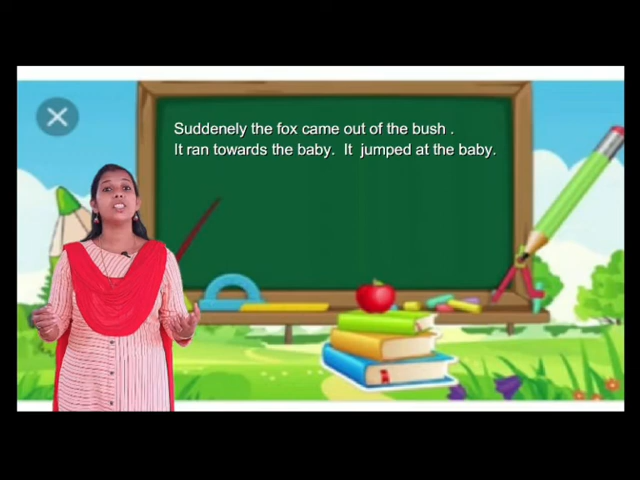 Suddenely the fox came out of the bush .
It ran towards the baby. It jumped at the baby.